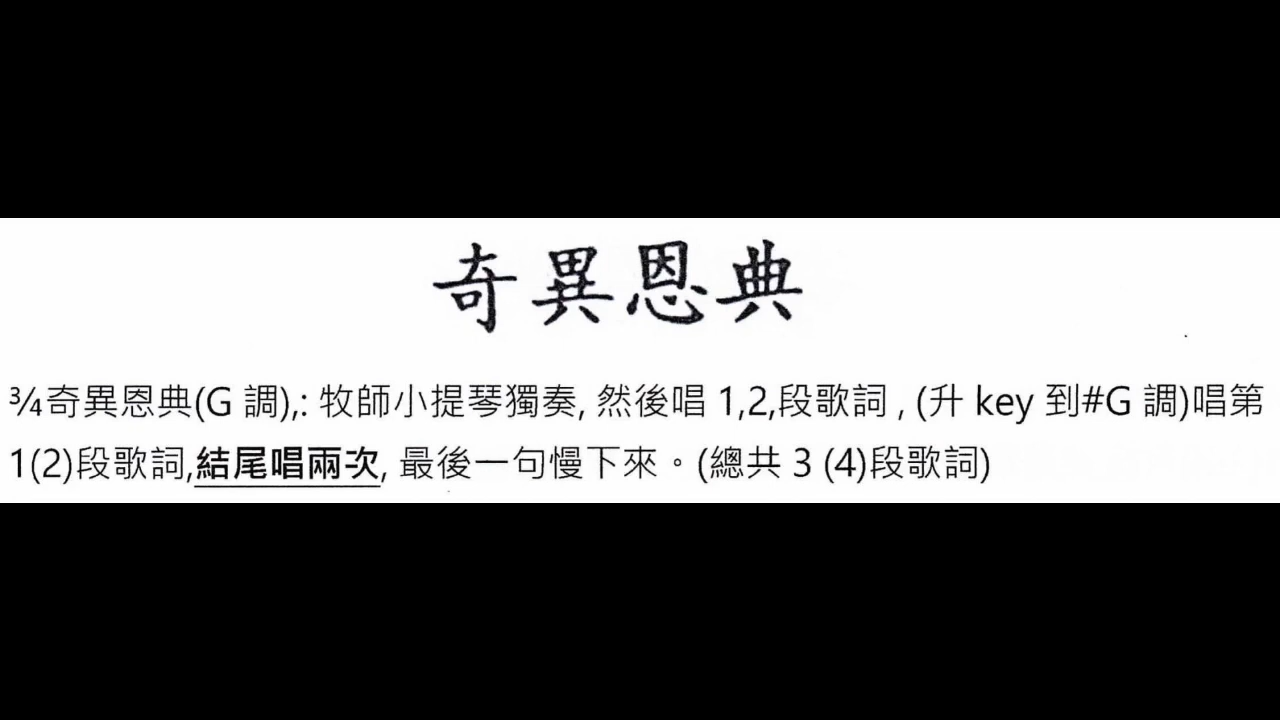 奇異恩典
¾奇異恩典(G 調),: 牧師小提琴獨奏, 然後唱 1,2,段歌詞 , (升 key 到#G 調)唱第
1(2)段歌詞,結尾唱兩次, 最後一句慢下來。(總共 3 (4)段歌詞)